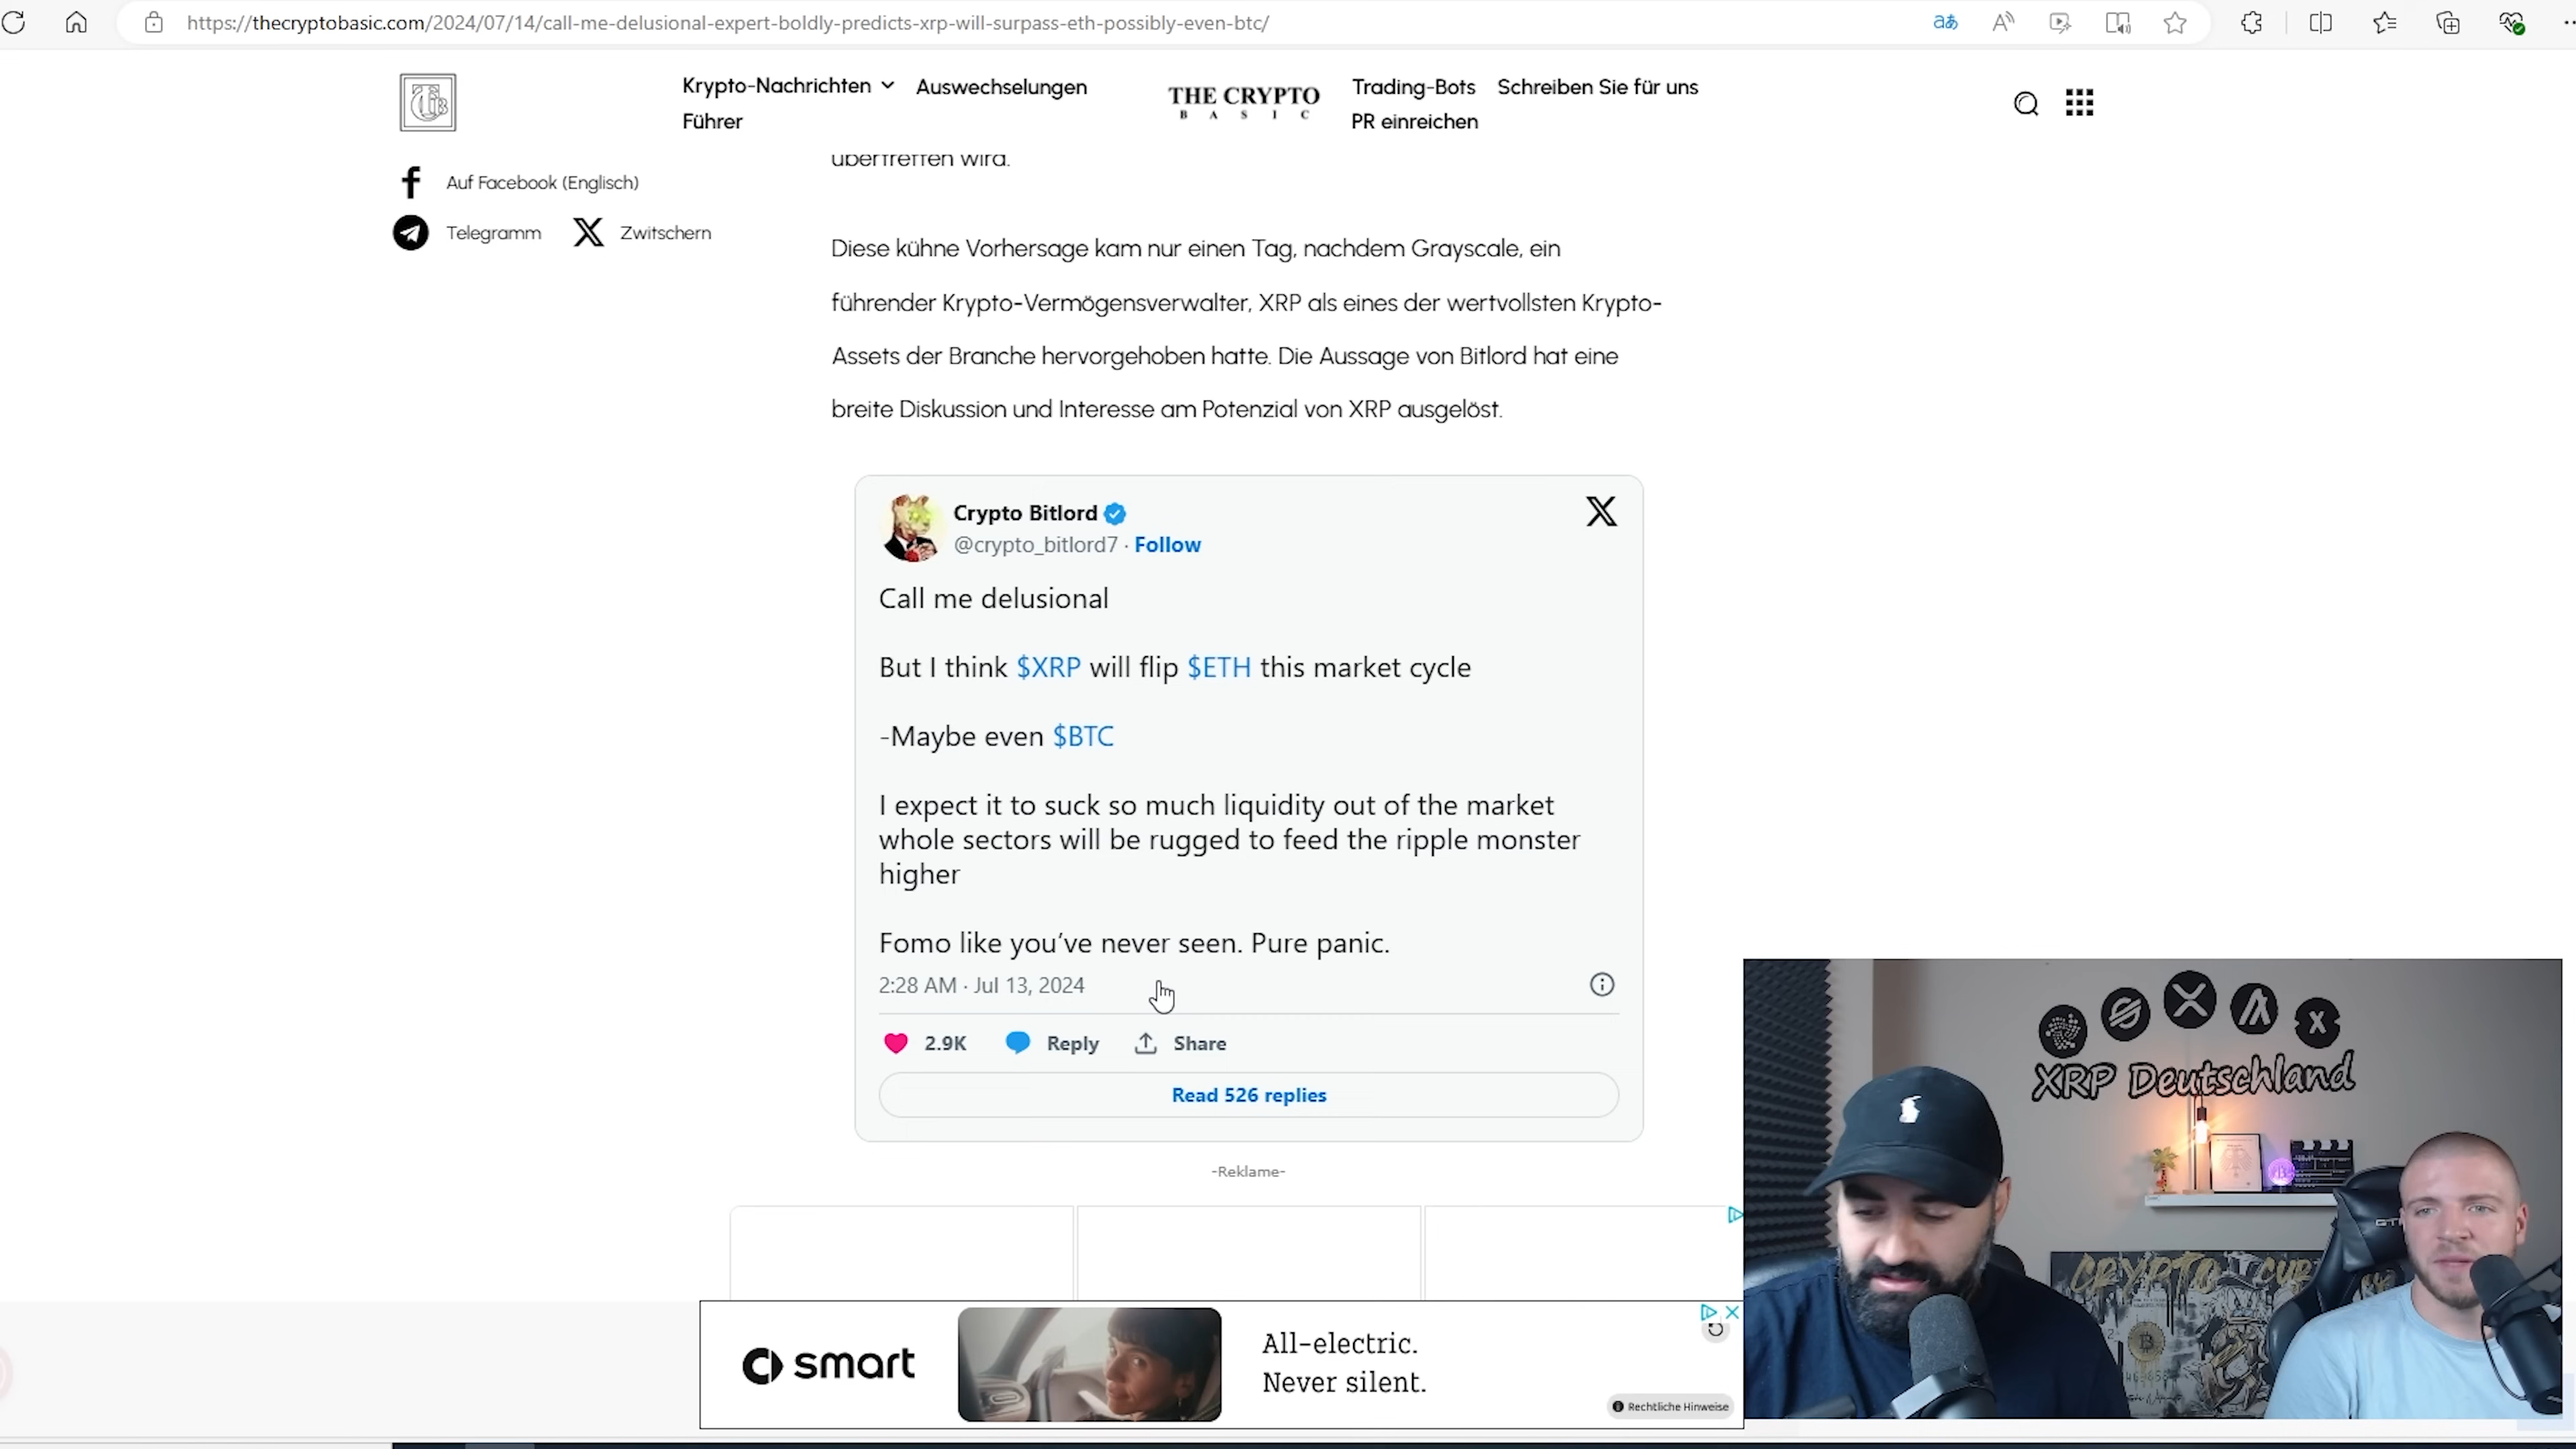 https://thecryptobasic.com/2024/07/14/call-me-delusional-expert-boldly-predicts-xrp-will-surpass-eth-possibly-even-btc/
Krypto-Nachrichten
Auswechselungen
Führer
THE CRYPTO
BASIC
Trading-Bots
Schreiben Sie für uns
PR einreichen
Auf Facebook (Englisch)
Telegramm
Zwitschern
übertreffen wird.
Diese kühne Vorhersage kam nur einen Tag, nachdem Grayscale, ein
führender Krypto-Vermögensverwalter, XRP als eines der wertvollsten Krypto-
Assets der Branche hervorgehoben hatte. Die Aussage von Bitlord hat eine
breite Diskussion und Interesse am Potenzial von XRP ausgelöst.
Crypto Bitlord
@crypto_bitlord7 · Follow
Call me delusional
But I think $XRP will flip $ETH this market cycle
-Maybe even $BTC
I expect it to suck so much liquidity out of the market
whole sectors will be rugged to feed the ripple monster
higher
Fomo like you've never seen. Pure panic.
2:28 AM · Jul 13, 2024
2.9K
Reply
Share
Read 526 replies
-Reklame-
smart
All-electric.
Never silent.
Rechtliche Hinweise
XRP Deutschland
CRYPTO